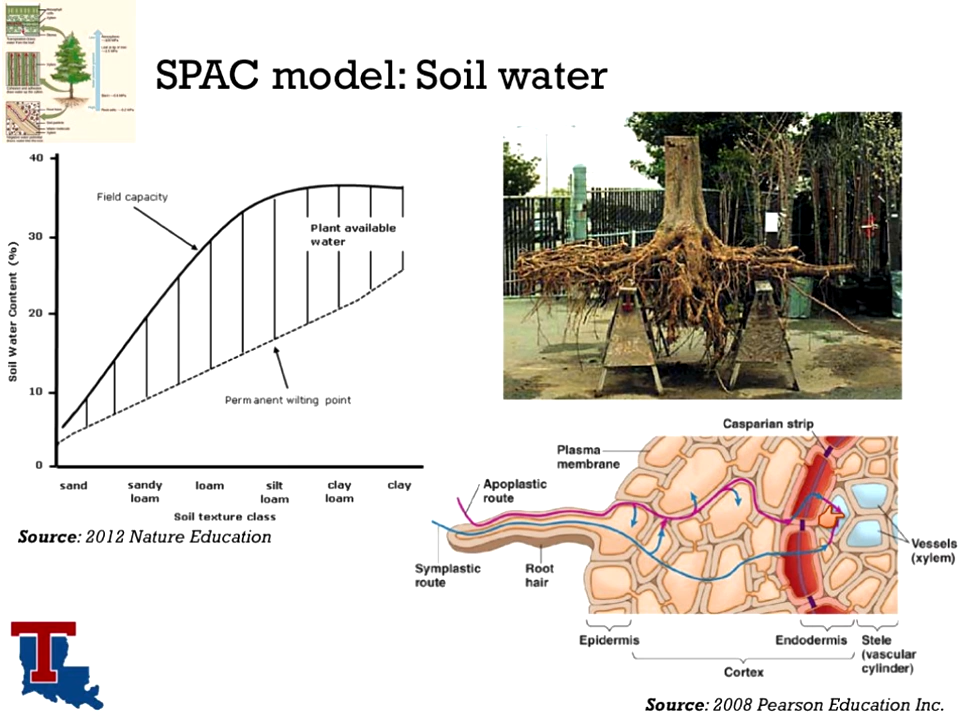 SPAC model: Soil water
40
30
20
10
0
Soil Water Content (%)
Field capacity
Plant available
water
Permanent wilting point
sand
sandy
loam
loam
silt
loam
clay
loam
clay
Soil texture class
Source: 2012 Nature Education
Casparian strip
Plasma
membrane
Apoplastic
route
Symplastic
route
Root
hair
Vessels
(xylem)
Epidermis
Endodermis
Stele
(vascular
cylinder)
Cortex
Source: 2008 Pearson Education Inc.
T